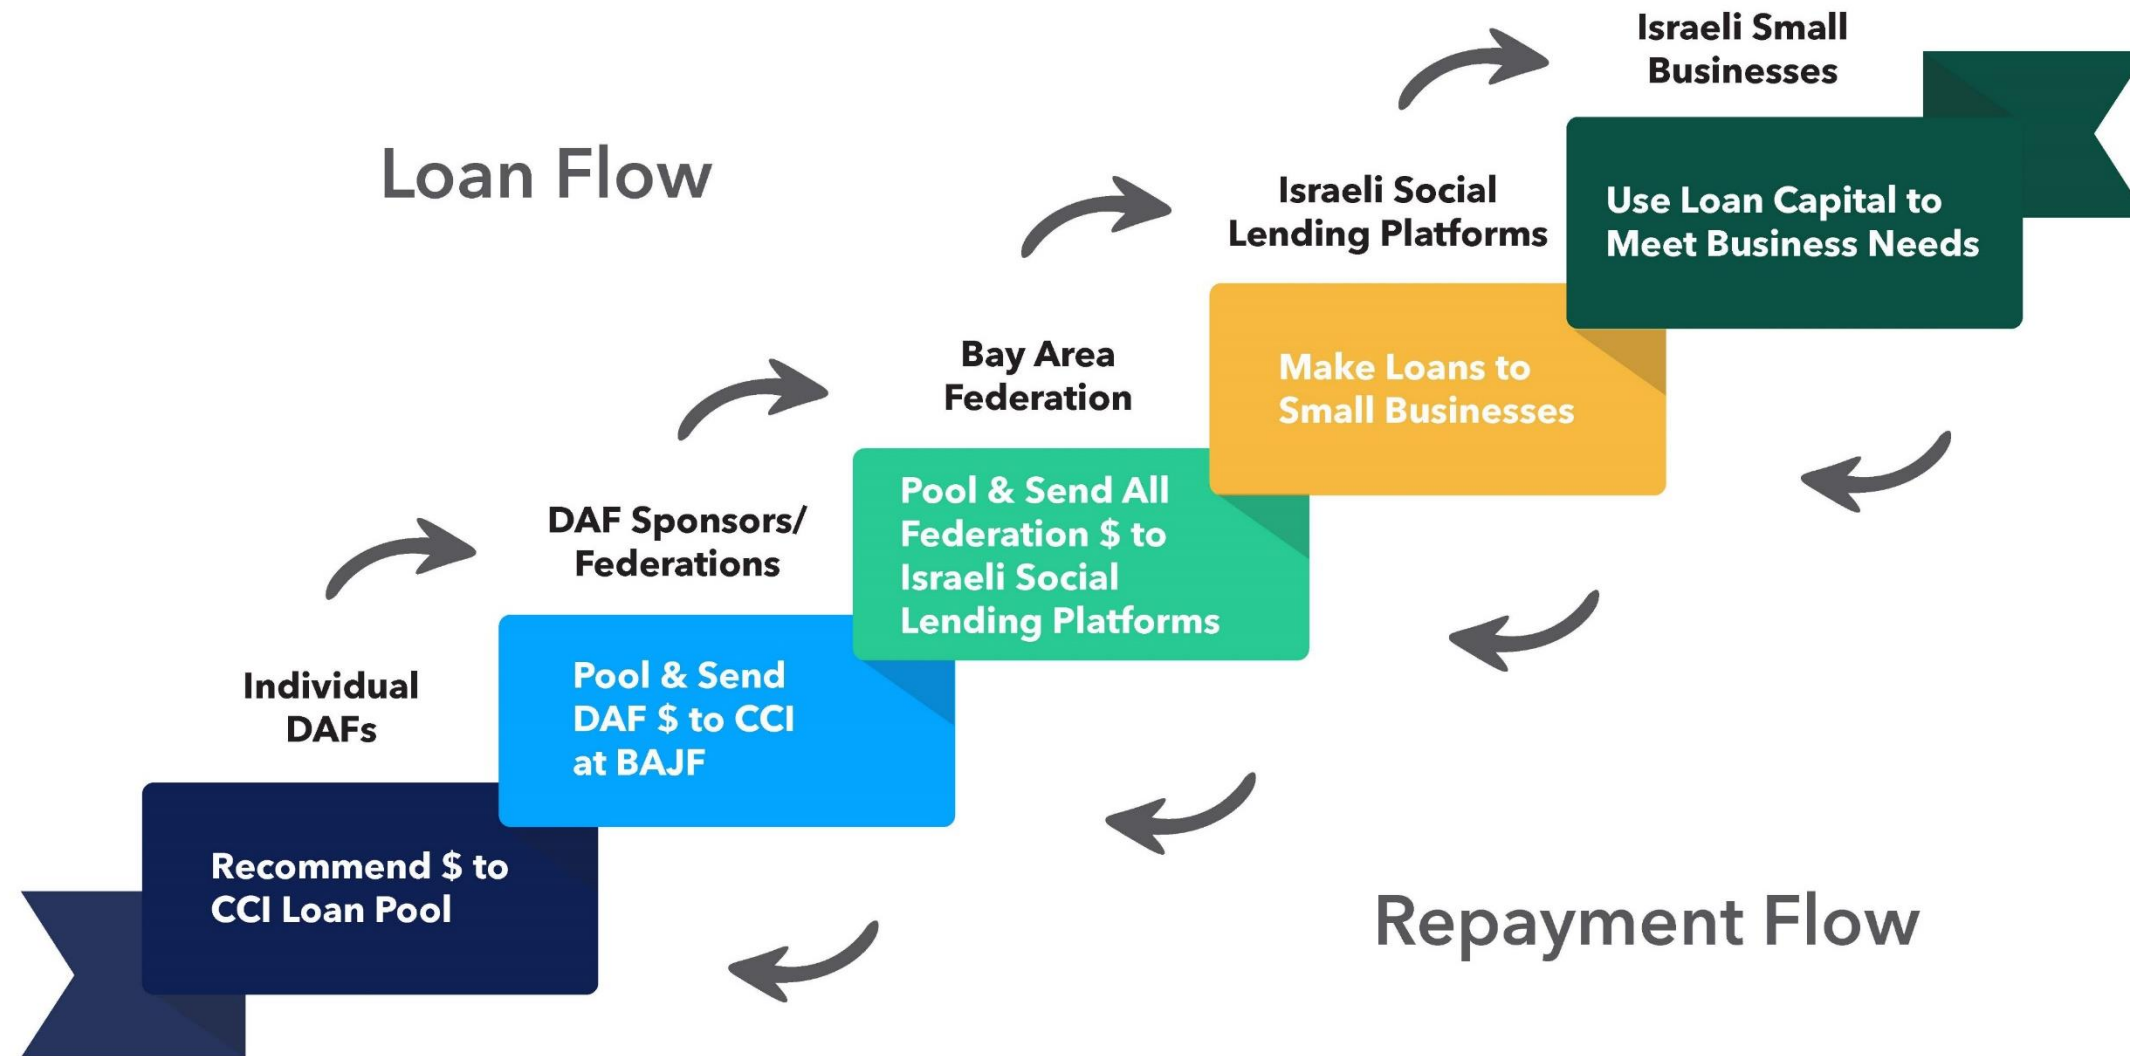 Loan Flow
Individual
DAFs
Recommend $ to
CCI Loan Pool
DAF Sponsors/
Federations
Pool & Send
DAF $ to CCI
at BAJF
Bay Area
Federation
Pool & Send All
Federation $ to
Israeli Social
Lending Platforms
Israeli Social
Lending Platforms
Make Loans to
Small Businesses
Israeli Small
Businesses
Use Loan Capital to
Meet Business Needs
Repayment Flow